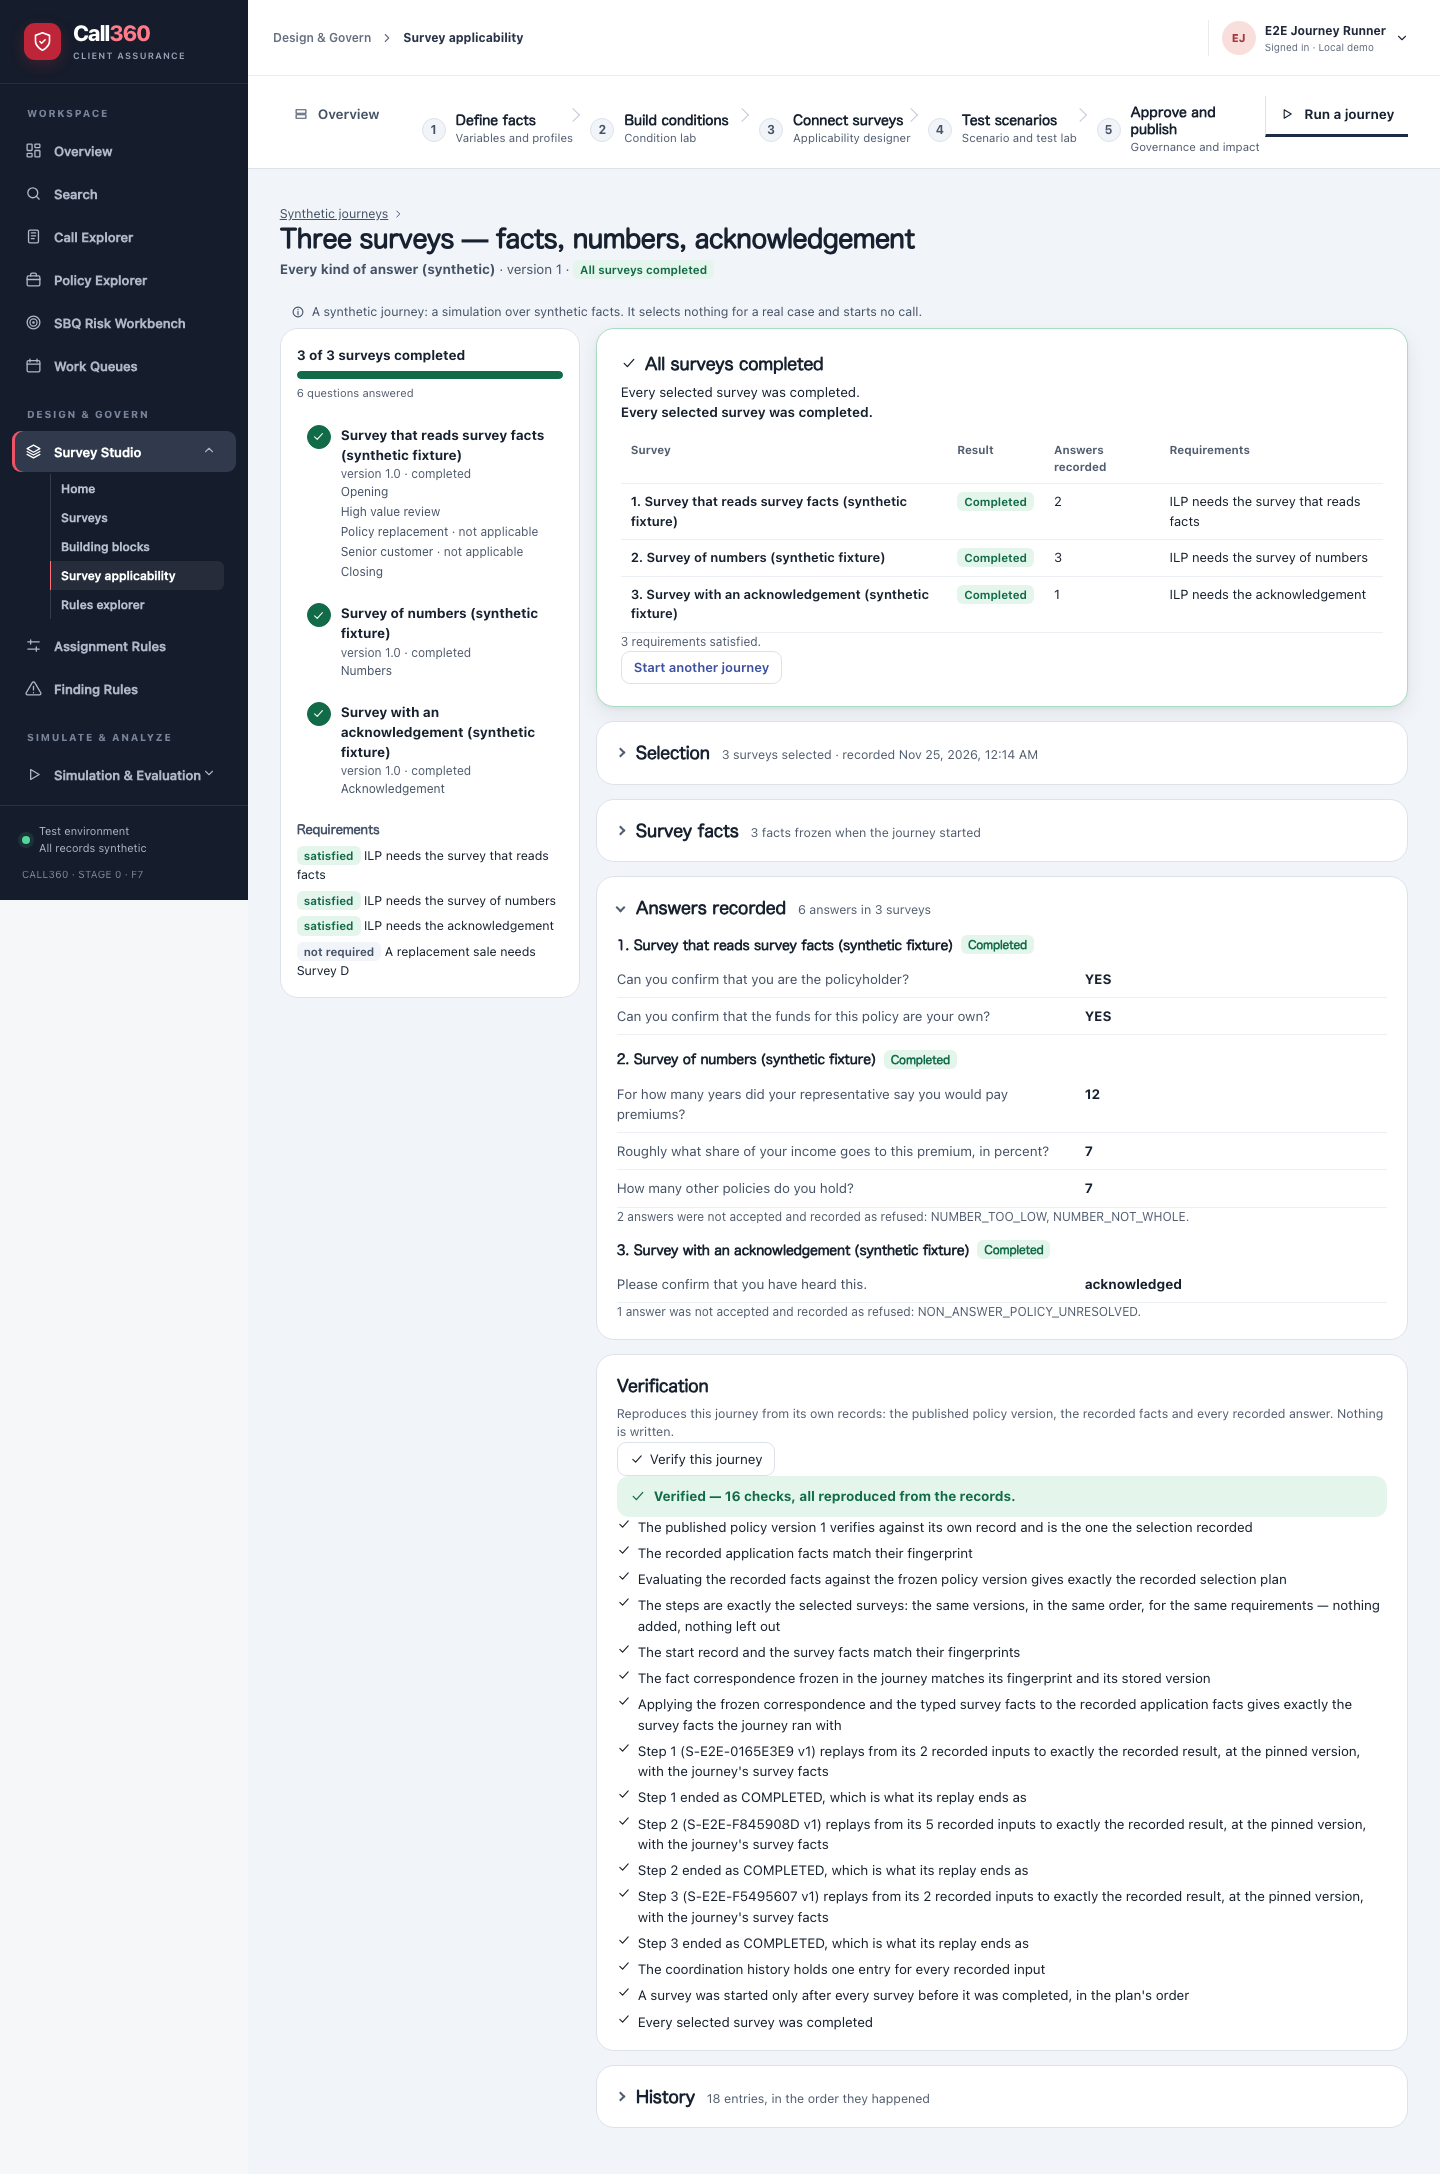 Call360
CLIENT ASSURANCE
WORKSPACE
Overview
Search
Call Explorer
Policy Explorer
SBQ Risk Workbench
Work Queues
DESIGN & GOVERN
Survey Studio
Home
Surveys
Building blocks
Survey applicability
Rules explorer
Assignment Rules
Finding Rules
SIMULATE & ANALYZE
Simulation & Evaluation
Test environment
All records synthetic
CALL360 · STAGE 0 · F7
Design & Govern > Survey applicability
EJ
E2E Journey Runner
Signed in · Local demo
Overview
1 Define facts
Variables and profiles
2 Build conditions
Condition lab
3 Connect surveys
Applicability designer
4 Test scenarios
Scenario and test lab
5 Approve and
publish
Governance and impact
Run a journey
Synthetic journeys >
Three surveys — facts, numbers, acknowledgement
Every kind of answer (synthetic) · version 1 · All surveys completed
A synthetic journey: a simulation over synthetic facts. It selects nothing for a real case and starts no call.
3 of 3 surveys completed
6 questions answered
Survey that reads survey facts
(synthetic fixture)
version 1.0 · completed
Opening
High value review
Policy replacement · not applicable
Senior customer · not applicable
Closing
Survey of numbers (synthetic
fixture)
version 1.0 · completed
Numbers
Survey with an
acknowledgement (synthetic
fixture)
version 1.0 · completed
Acknowledgement
Requirements
satisfied ILP needs the survey that reads
facts
satisfied ILP needs the survey of numbers
satisfied ILP needs the acknowledgement
not required A replacement sale needs
Survey D
All surveys completed
Every selected survey was completed.
Every selected survey was completed.
Survey Result Answers recorded Requirements
1. Survey that reads survey facts (synthetic
fixture) Completed 2 ILP needs the survey that reads
facts
2. Survey of numbers (synthetic fixture) Completed 3 ILP needs the survey of numbers
3. Survey with an acknowledgement (synthetic
fixture) Completed 1 ILP needs the acknowledgement
3 requirements satisfied.
Start another journey
Selection 3 surveys selected · recorded Nov 25, 2026, 12:14 AM
Survey facts 3 facts frozen when the journey started
Answers recorded 6 answers in 3 surveys
1. Survey that reads survey facts (synthetic fixture) Completed
Can you confirm that you are the policyholder? YES
Can you confirm that the funds for this policy are your own? YES
2. Survey of numbers (synthetic fixture) Completed
For how many years did your representative say you would pay
premiums? 12
Roughly what share of your income goes to this premium, in percent? 7
How many other policies do you hold? 7
2 answers were not accepted and recorded as refused: NUMBER_TOO_LOW, NUMBER_NOT_WHOLE.
3. Survey with an acknowledgement (synthetic fixture) Completed
Please confirm that you have heard this. acknowledged
1 answer was not accepted and recorded as refused: NON_ANSWER_POLICY_UNRESOLVED.
Verification
Reproduces this journey from its own records: the published policy version, the recorded facts and every recorded answer. Nothing
is written.
Verify this journey
Verified — 16 checks, all reproduced from the records.
The published policy version 1 verifies against its own record and is the one the selection recorded
The recorded application facts match their fingerprint
Evaluating the recorded facts against the frozen policy version gives exactly the recorded selection plan
The steps are exactly the selected surveys: the same versions, in the same order, for the same requirements — nothing
added, nothing left out
The start record and the survey facts match their fingerprints
The fact correspondence frozen in the journey matches its fingerprint and its stored version
Applying the frozen correspondence and the typed survey facts to the recorded application facts gives exactly the
survey facts the journey ran with
Step 1 (S-E2E-0165E3E9 v1) replays from its 2 recorded inputs to exactly the recorded result, at the pinned version,
with the journey's survey facts
Step 1 ended as COMPLETED, which is what its replay ends as
Step 2 (S-E2E-F845908D v1) replays from its 5 recorded inputs to exactly the recorded result, at the pinned version,
with the journey's survey facts
Step 2 ended as COMPLETED, which is what its replay ends as
Step 3 (S-E2E-F5495607 v1) replays from its 2 recorded inputs to exactly the recorded result, at the pinned version,
with the journey's survey facts
Step 3 ended as COMPLETED, which is what its replay ends as
The coordination history holds one entry for every recorded input
A survey was started only after every survey before it was completed, in the plan's order
Every selected survey was completed
History 18 entries, in the order they happened